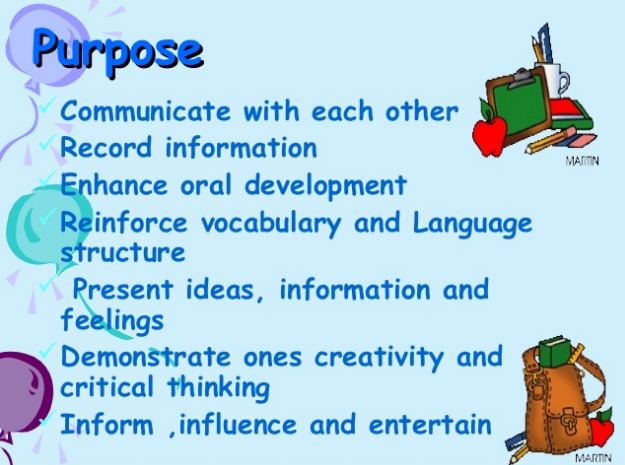 Purpose
Communicate with each other
Record information
Enhance oral development
Reinforce vocabulary and Language
structure
Present ideas, information and
feelings
Demonstrate ones creativity and
critical thinking
Inform ,influence and entertain
MARTIN
MARTIN